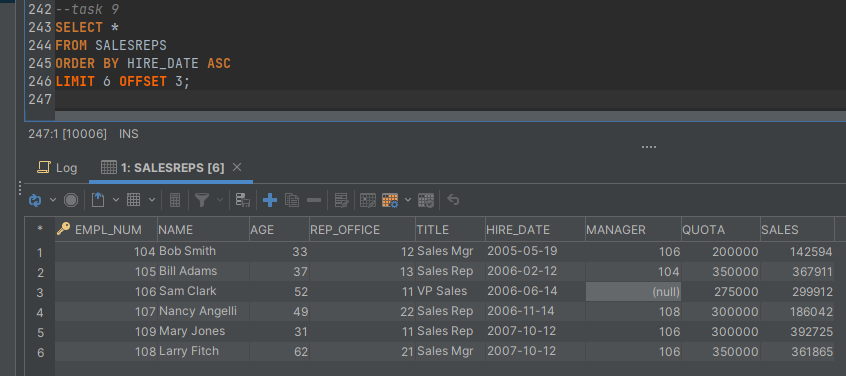 242 --task 9
243 SELECT *
244 FROM SALESREPS
245 ORDER BY HIRE_DATE ASC
246 LIMIT 6 OFFSET 3;
247
247:1 [10006] INS
Log 1: SALESREPS [6]
* EMPL_NUM NAME AGE REP_OFFICE TITLE HIRE_DATE MANAGER QUOTA SALES
1 104 Bob Smith 33 12 Sales Mgr 2005-05-19 106 200000 142594
2 105 Bill Adams 37 13 Sales Rep 2006-02-12 104 350000 367911
3 106 Sam Clark 52 11 VP Sales 2006-06-14 (null) 275000 299912
4 107 Nancy Angelli 49 22 Sales Rep 2006-11-14 108 300000 186042
5 109 Mary Jones 31 11 Sales Rep 2007-10-12 106 300000 392725
6 108 Larry Fitch 62 21 Sales Mgr 2007-10-12 106 350000 361865